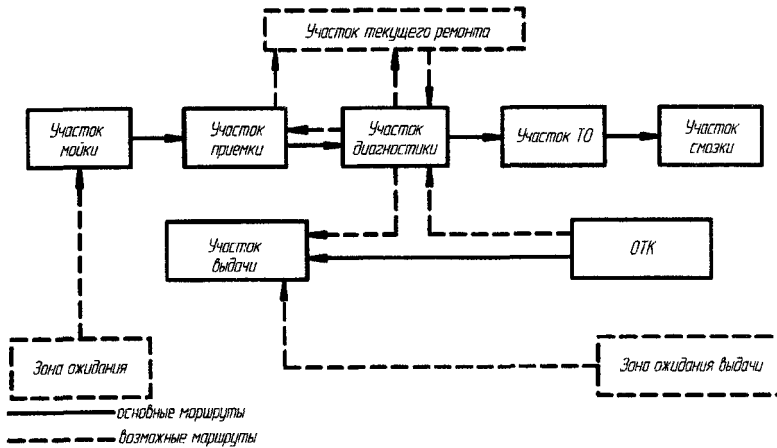 Участок текущего ремонта
Участок
мойки
Участок
приемки
Участок
диагностики
Участок ТО
Участок
смазки
Участок
выдачи
ОТК
Зона ожидания
Зона ожидания выдачи
основные маршруты
возможные маршруты